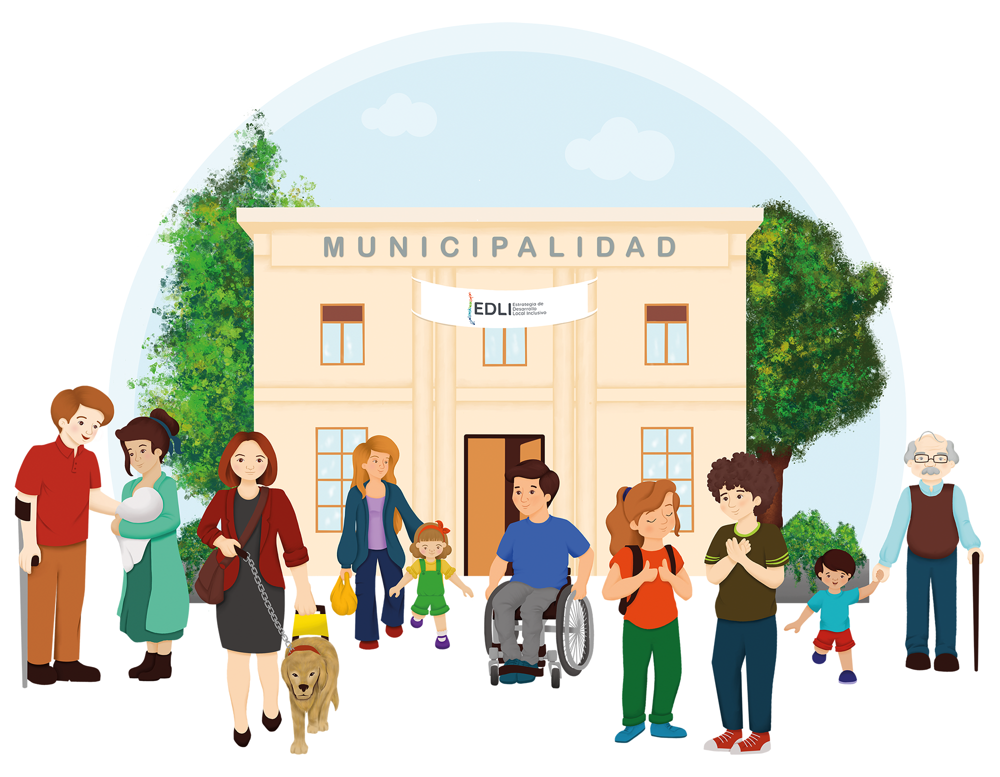 MUNICIPALIDAD
EDLI
Estrategia de
Desarrollo
Local Inclusivo